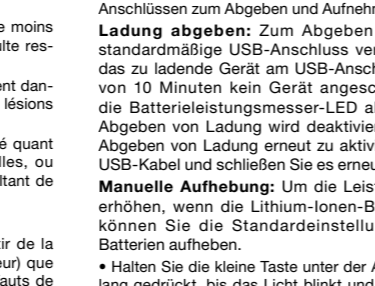 e moins
ulte res-
ent dan-
lésions
é quant
lles, ou
ltant de
tir de la
eur) que
auts de
Anschlüssen zum Abgeben und Aufnehm
Ladung abgeben: Zum Abgeben
standardmäßige USB-Anschluss ver
das zu ladende Gerät am USB-Ansch
von 10 Minuten kein Gerät angesc
die Batterieleistungsmesser-LED al
Abgeben von Ladung wird deaktivier
Abgeben von Ladung erneut zu aktivi
USB-Kabel und schließen Sie es erneu
Manuelle Aufhebung: Um die Leist
erhöhen, wenn die Lithium-Ionen-B
können Sie die Standardeinstellu
Batterien aufheben.
• Halten Sie die kleine Taste unter der A
lang gedrückt, bis das Licht blinkt und